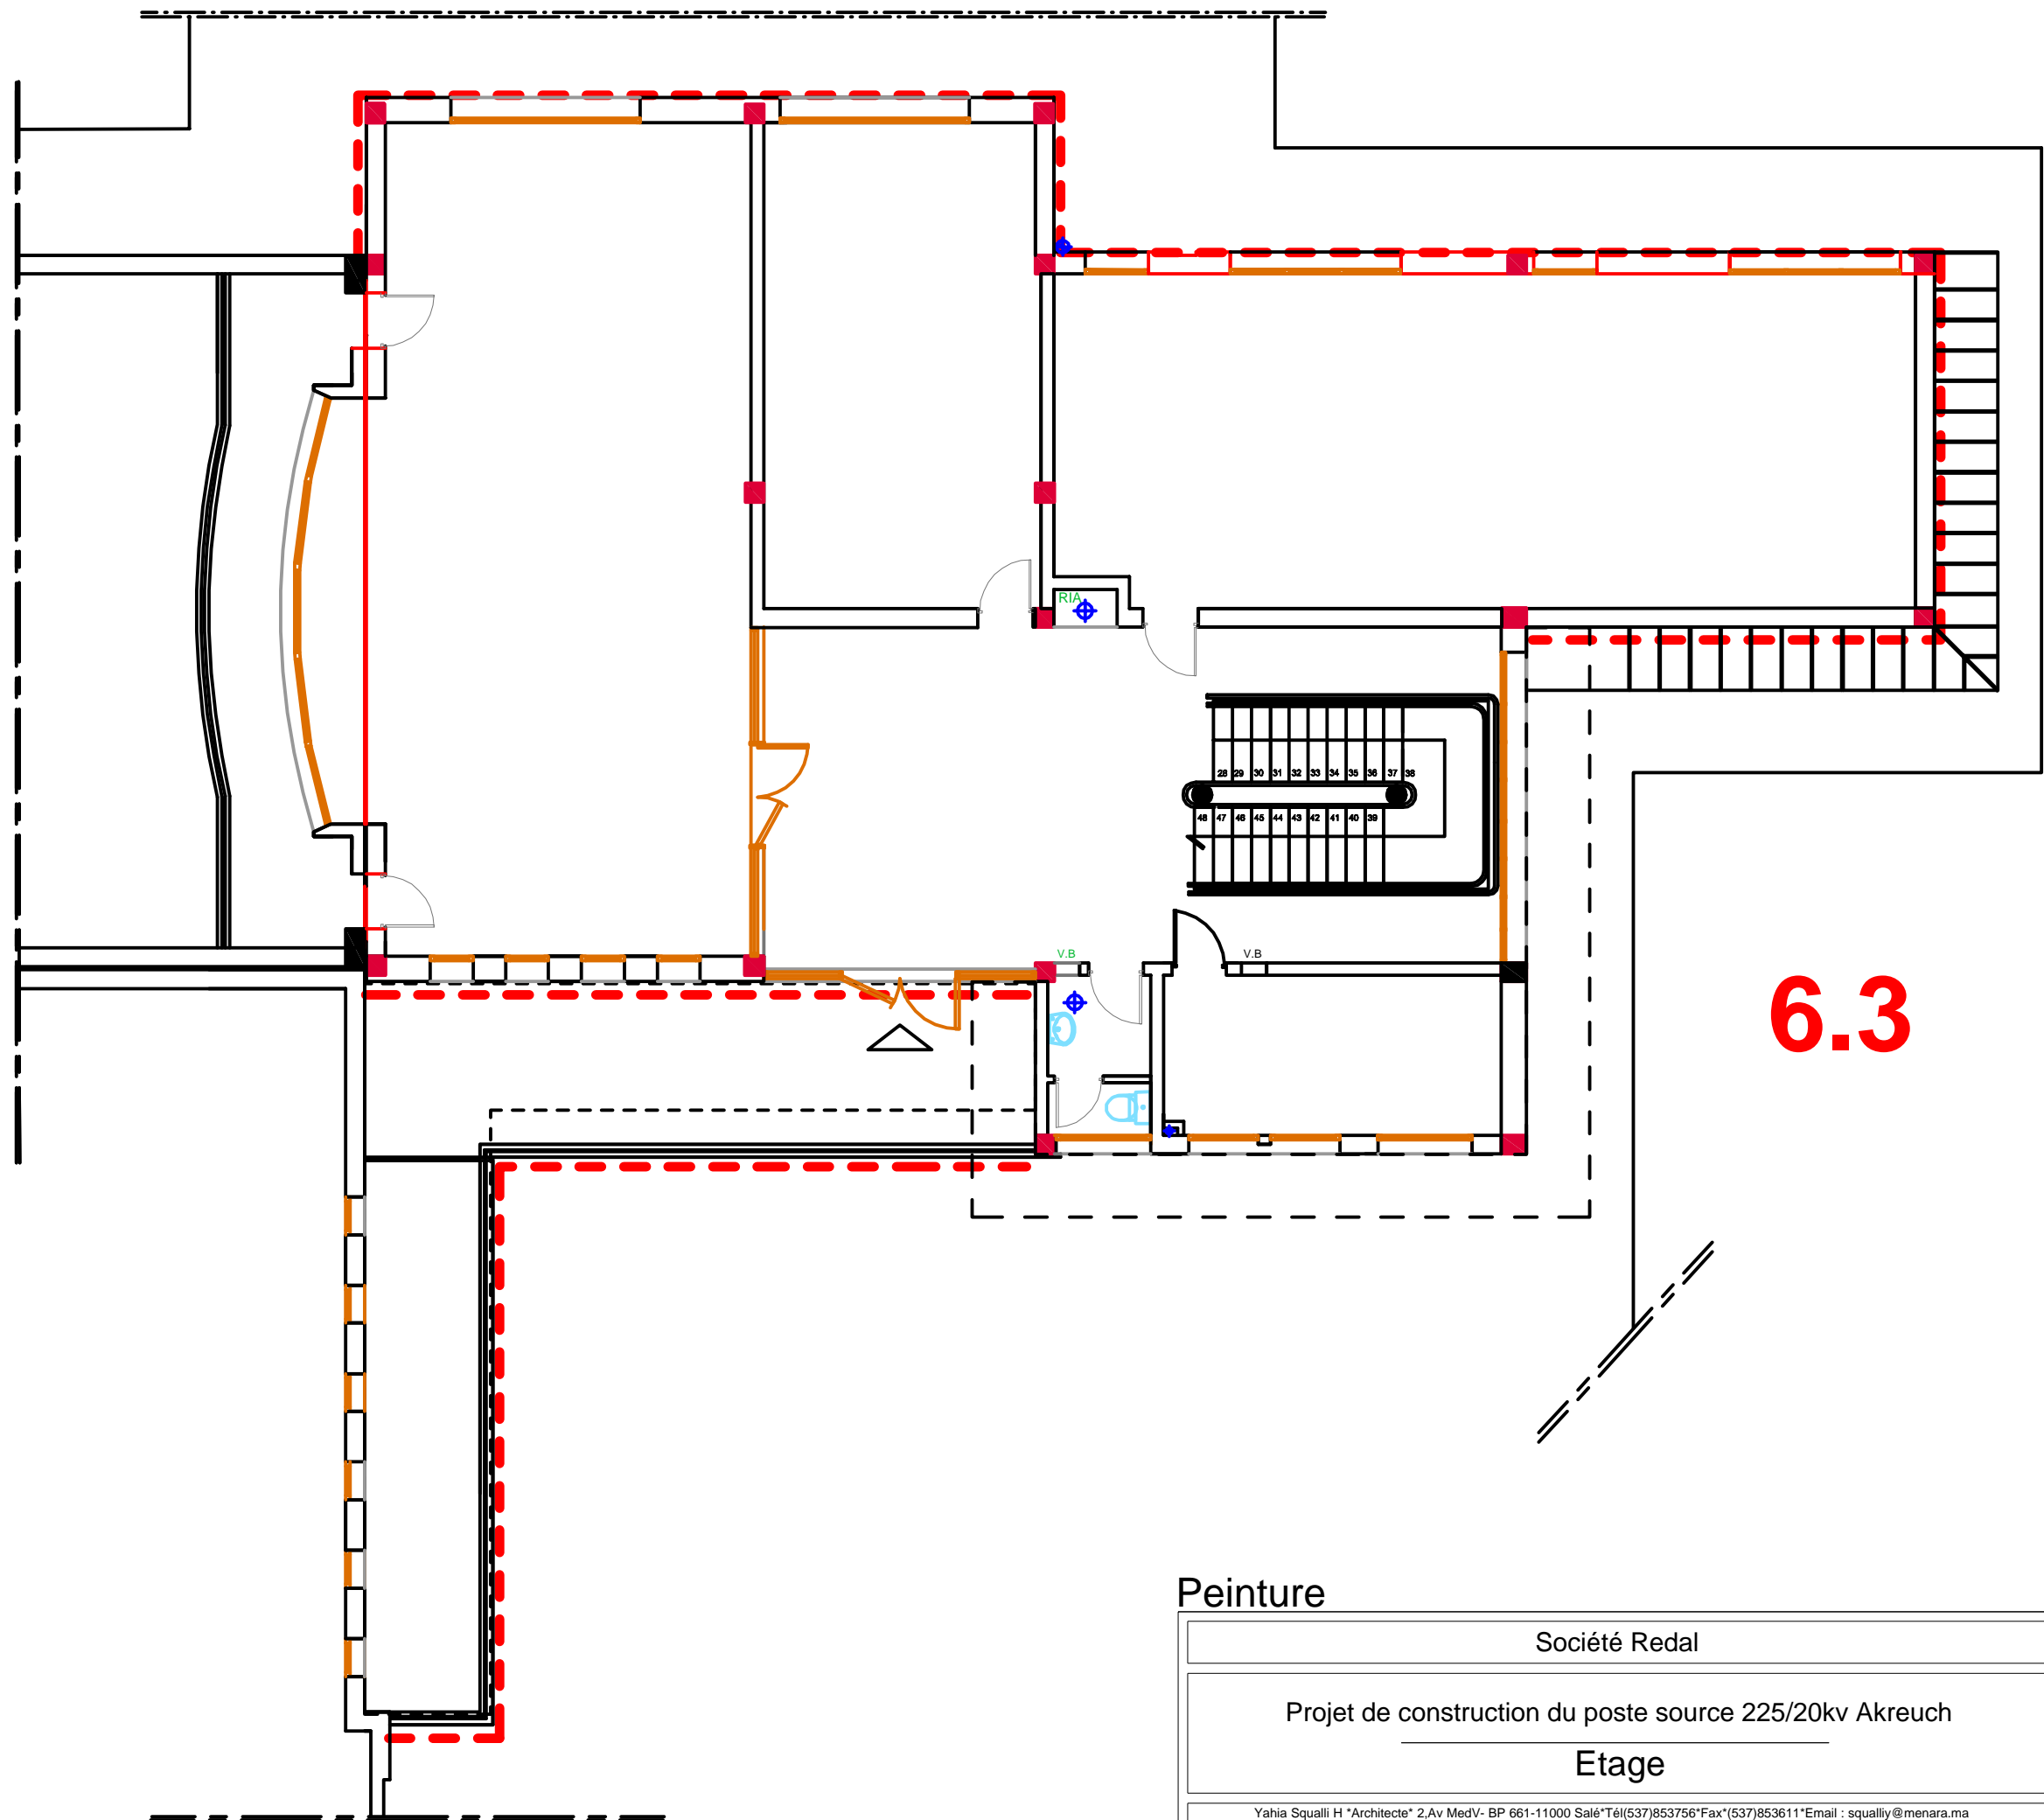 RIA
28 29 30 31 32 33 34 35 36 37 38
48 47 46 45 44 43 42 41 40 39
V.B
V.B
6.3
Peinture
Société Redal
Projet de construction du poste source 225/20kv Akreuch
Etage
Yahia Squalli H *Architecte* 2,Av MedV- BP 661-11000 Salé*Tél(537)853756*Fax*(537)853611*Email : squalliy@menara.ma